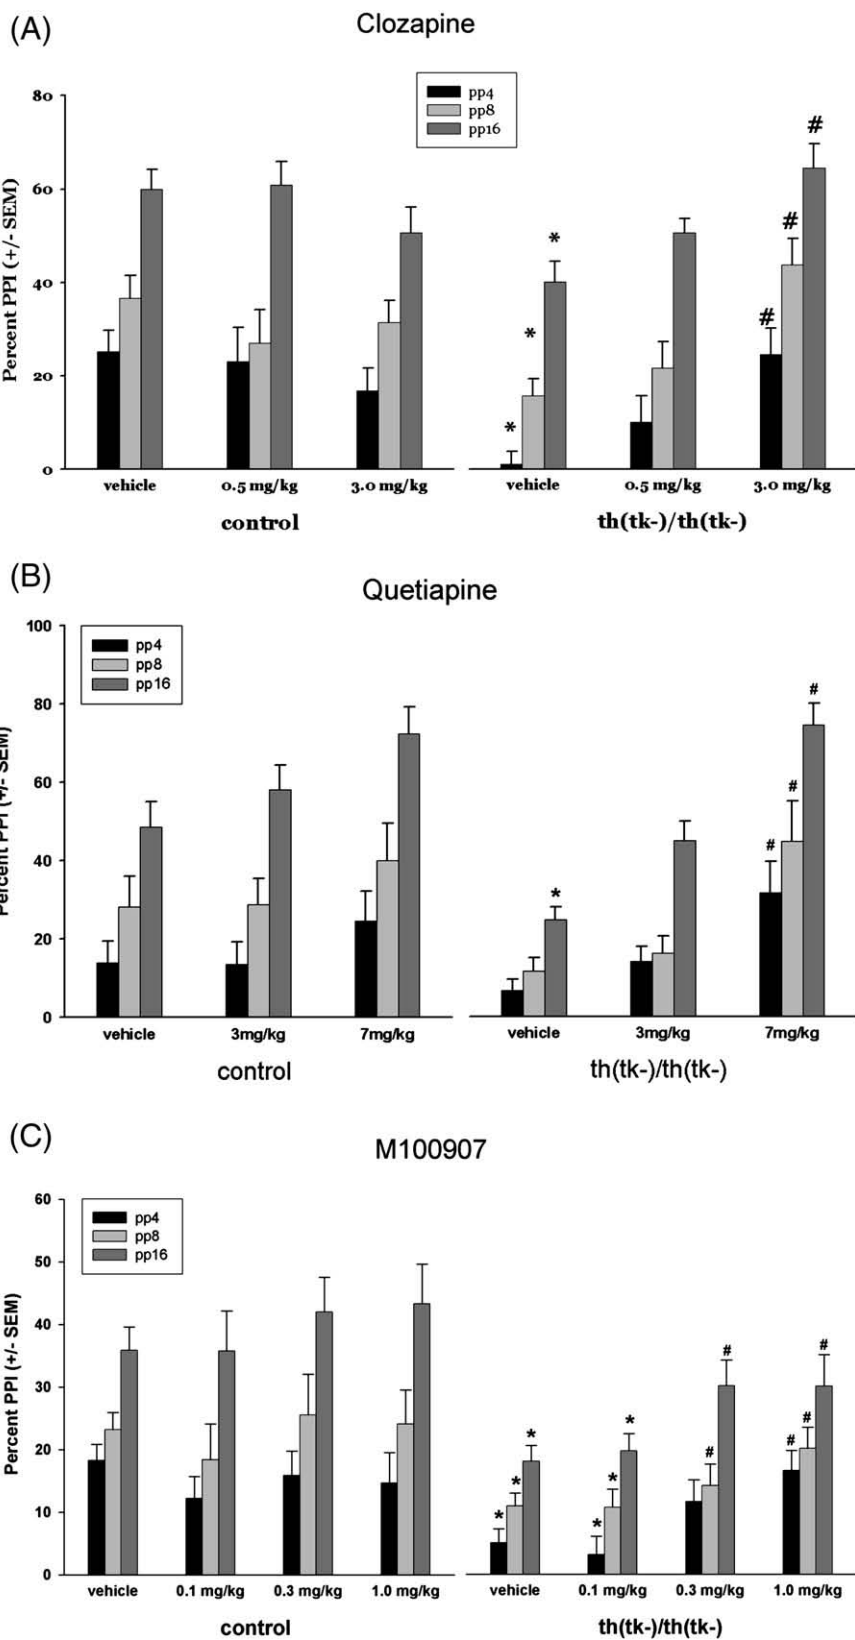 (A)
Clozapine
pp4
pp8
pp16
Percent PPI (+/- SEM)
80
60
40
20
0
* * * # # #
vehicle 0.5 mg/kg 3.0 mg/kg vehicle 0.5 mg/kg 3.0 mg/kg
control th(tk-)/th(tk-)
(B)
Quetiapine
pp4
pp8
pp16
Percent PPI (+/- SEM)
100
80
60
40
20
0
* # # #
vehicle 3mg/kg 7mg/kg vehicle 3mg/kg 7mg/kg
control th(tk-)/th(tk-)
(C)
M100907
pp4
pp8
pp16
Percent PPI (+/- SEM)
60
50
40
30
20
10
0
* * * * * * # # # # #
vehicle 0.1 mg/kg 0.3 mg/kg 1.0 mg/kg vehicle 0.1 mg/kg 0.3 mg/kg 1.0 mg/kg
control th(tk-)/th(tk-)